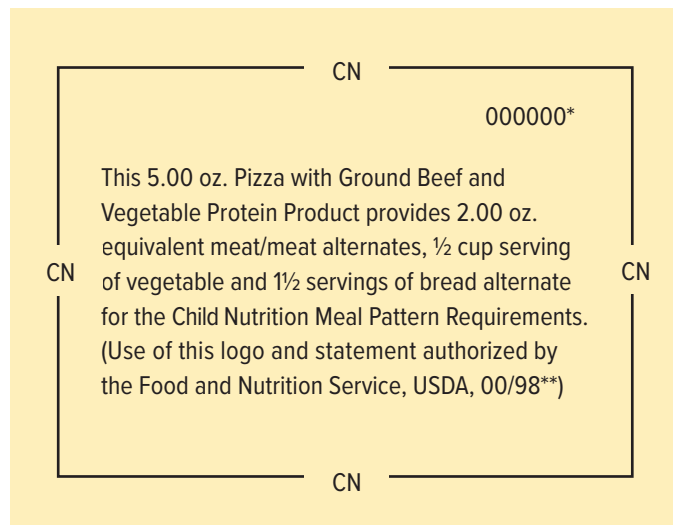 CN
000000*
This 5.00 oz. Pizza with Ground Beef and
Vegetable Protein Product provides 2.00 oz.
equivalent meat/meat alternates, ½ cup serving
CN
CN
of vegetable and 1½ servings of bread alternate
for the Child Nutrition Meal Pattern Requirements.
(Use of this logo and statement authorized by
the Food and Nutrition Service, USDA, 00/98**)
CN